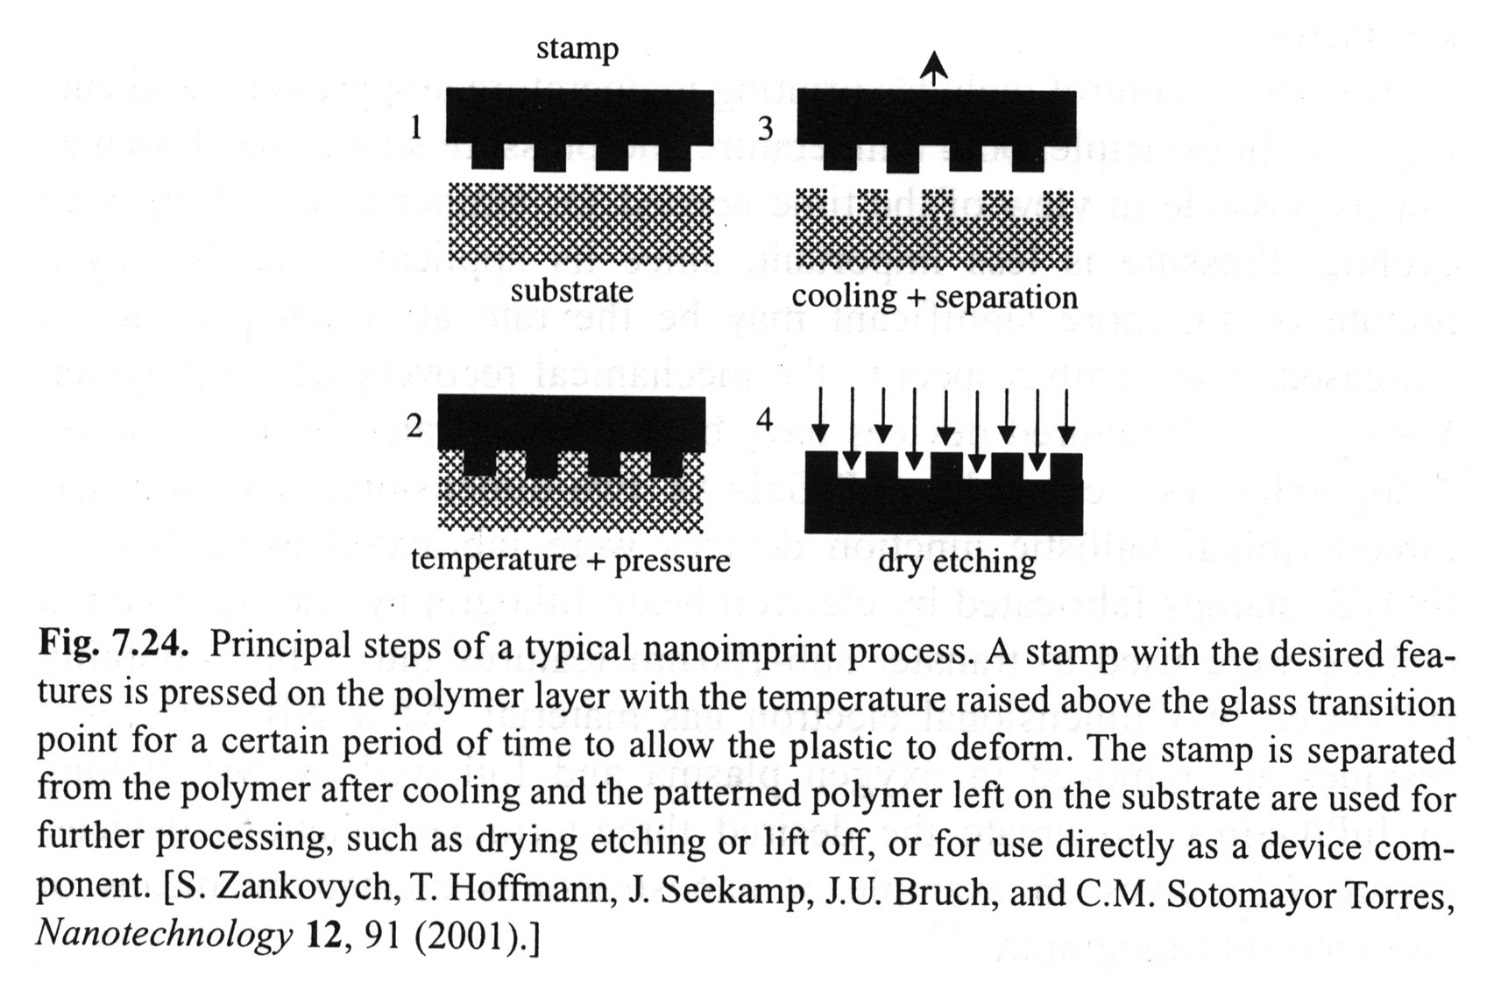 stamp
1
substrate
3
cooling + separation
2
temperature + pressure
4
dry etching
Fig. 7.24. Principal steps of a typical nanoimprint process. A stamp with the desired fea-
tures is pressed on the polymer layer with the temperature raised above the glass transition
point for a certain period of time to allow the plastic to deform. The stamp is separated
from the polymer after cooling and the patterned polymer left on the substrate are used for
further processing, such as drying etching or lift off, or for use directly as a device com-
ponent. [S. Zankovych, T. Hoffmann, J. Seekamp, J.U. Bruch, and C.M. Sotomayor Torres,
Nanotechnology 12, 91 (2001).]